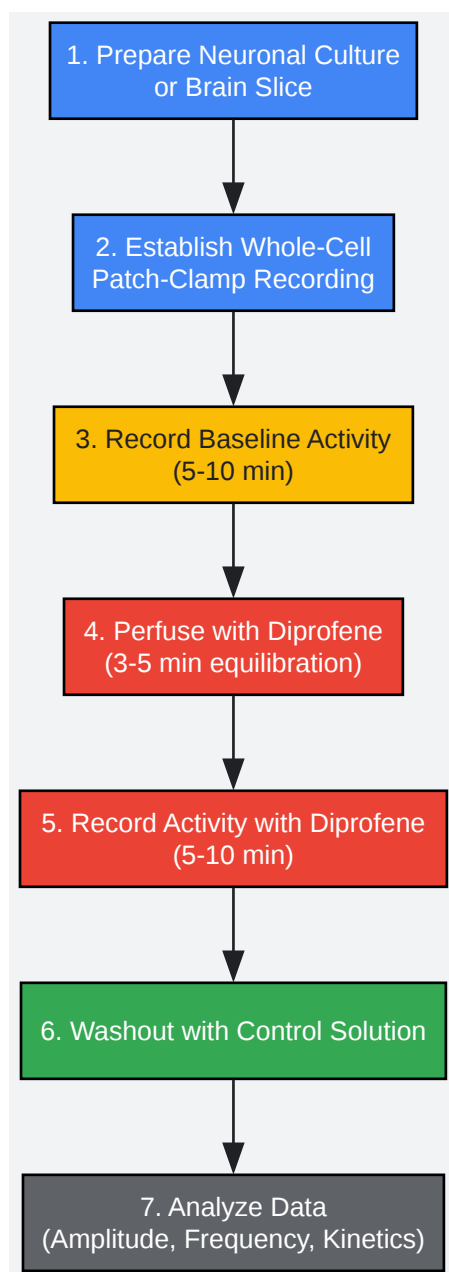 1. Prepare Neuronal Culture
or Brain Slice
2. Establish Whole-Cell
Patch-Clamp Recording
3. Record Baseline Activity
(5-10 min)
4. Perfuse with Diprofene
(3-5 min equilibration)
5. Record Activity with Diprofene
(5-10 min)
6. Washout with Control Solution
7. Analyze Data
(Amplitude, Frequency, Kinetics)